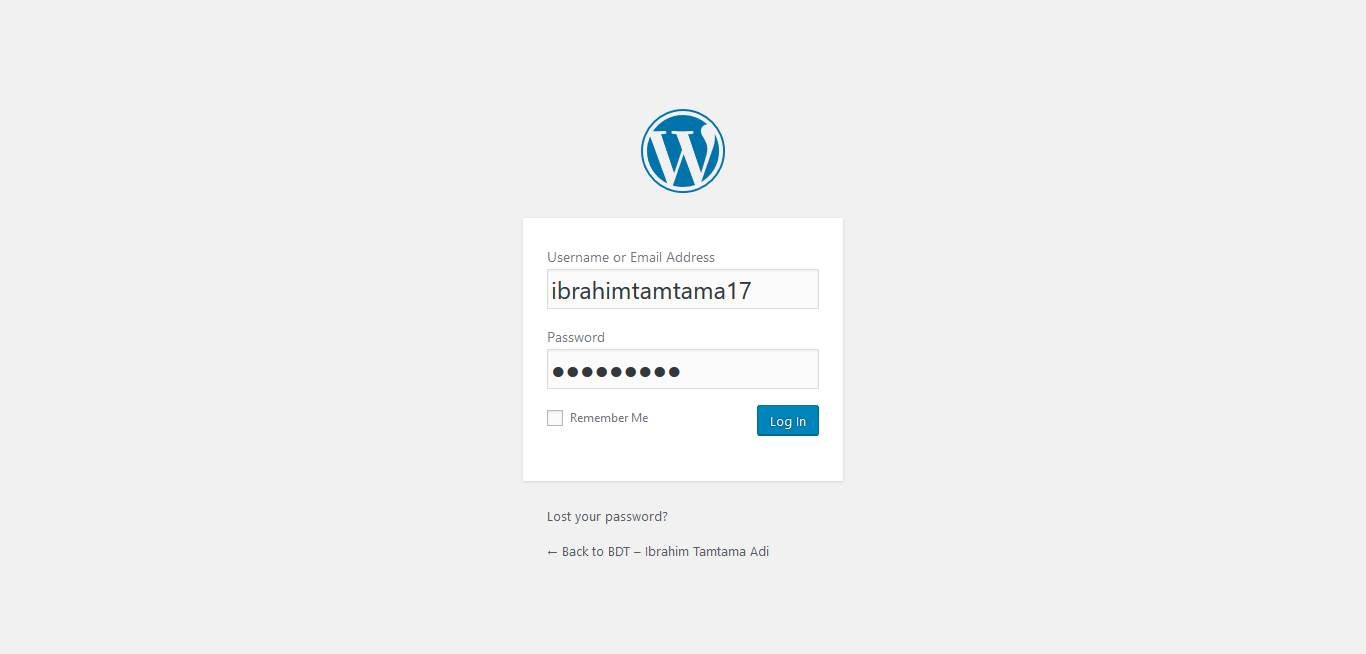 Username or Email Address
ibrahimtamtama17
Password
●●●●●●●●●
Remember Me
Log In
Lost your password?
← Back to BDT – Ibrahim Tamtama Adi